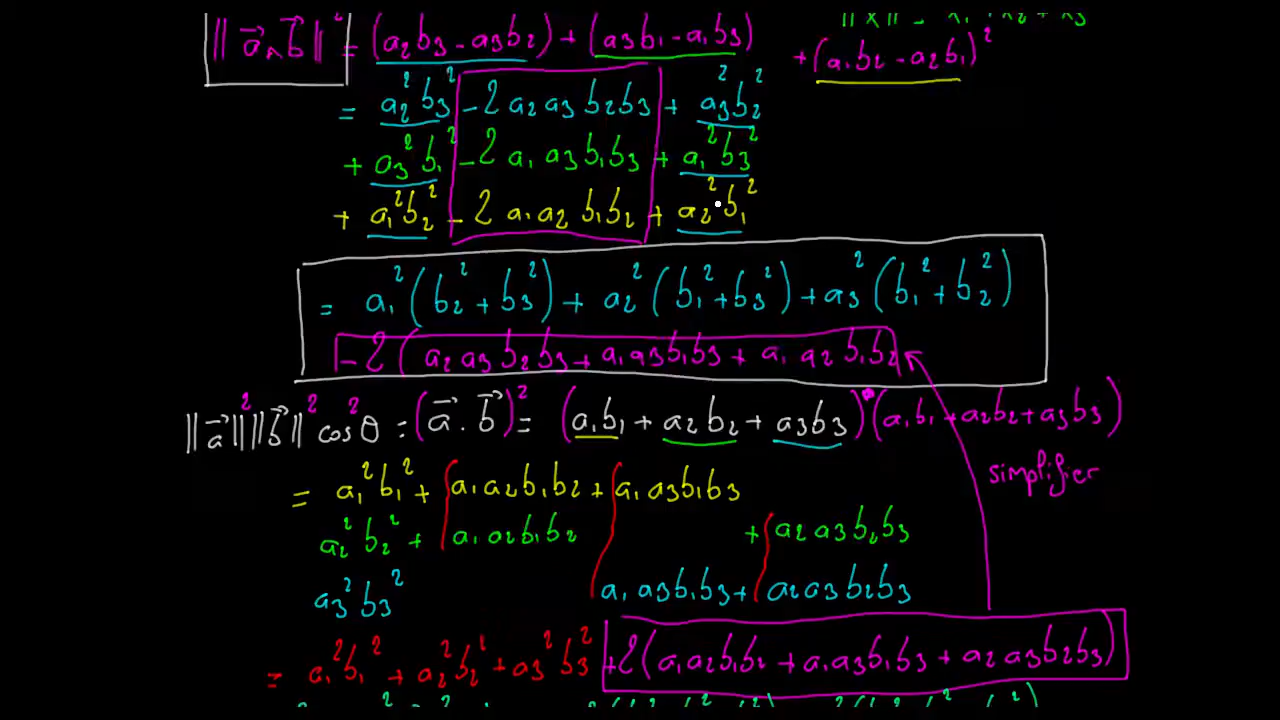 ‖a⃗∧b⃗‖² = (a₂b₃ - a₃b₂) + (a₃b₁ - a₁b₃) + (a₁b₂ - a₂b₁)²
= a₂²b₃² - 2a₂a₃b₂b₃ + a₃²b₂²
+ a₃²b₁² - 2a₁a₃b₁b₃ + a₁²b₃²
+ a₁²b₂² - 2a₁a₂b₁b₂ + a₂²b₁²
= a₁²(b₂² + b₃²) + a₂²(b₁² + b₃²) + a₃²(b₁² + b₂²)
-2(a₂a₃b₂b₃ + a₁a₃b₁b₃ + a₁a₂b₁b₂
‖a⃗‖²‖b⃗‖² cos²θ = (a⃗.b⃗)² = (a₁b₁ + a₂b₂ + a₃b₃)(a₁b₁ + a₂b₂ + a₃b₃)
simplifier
= a₁²b₁² + a₁a₂b₁b₂ + a₁a₃b₁b₃
a₂²b₂² + a₁a₂b₁b₂ + a₂a₃b₂b₃
a₃²b₃² a₁a₃b₁b₃ + a₂a₃b₂b₃
= a₁²b₁² + a₂²b₂² + a₃²b₃² +2(a₁a₂b₁b₂ + a₁a₃b₁b₃ + a₂a₃b₂b₃)